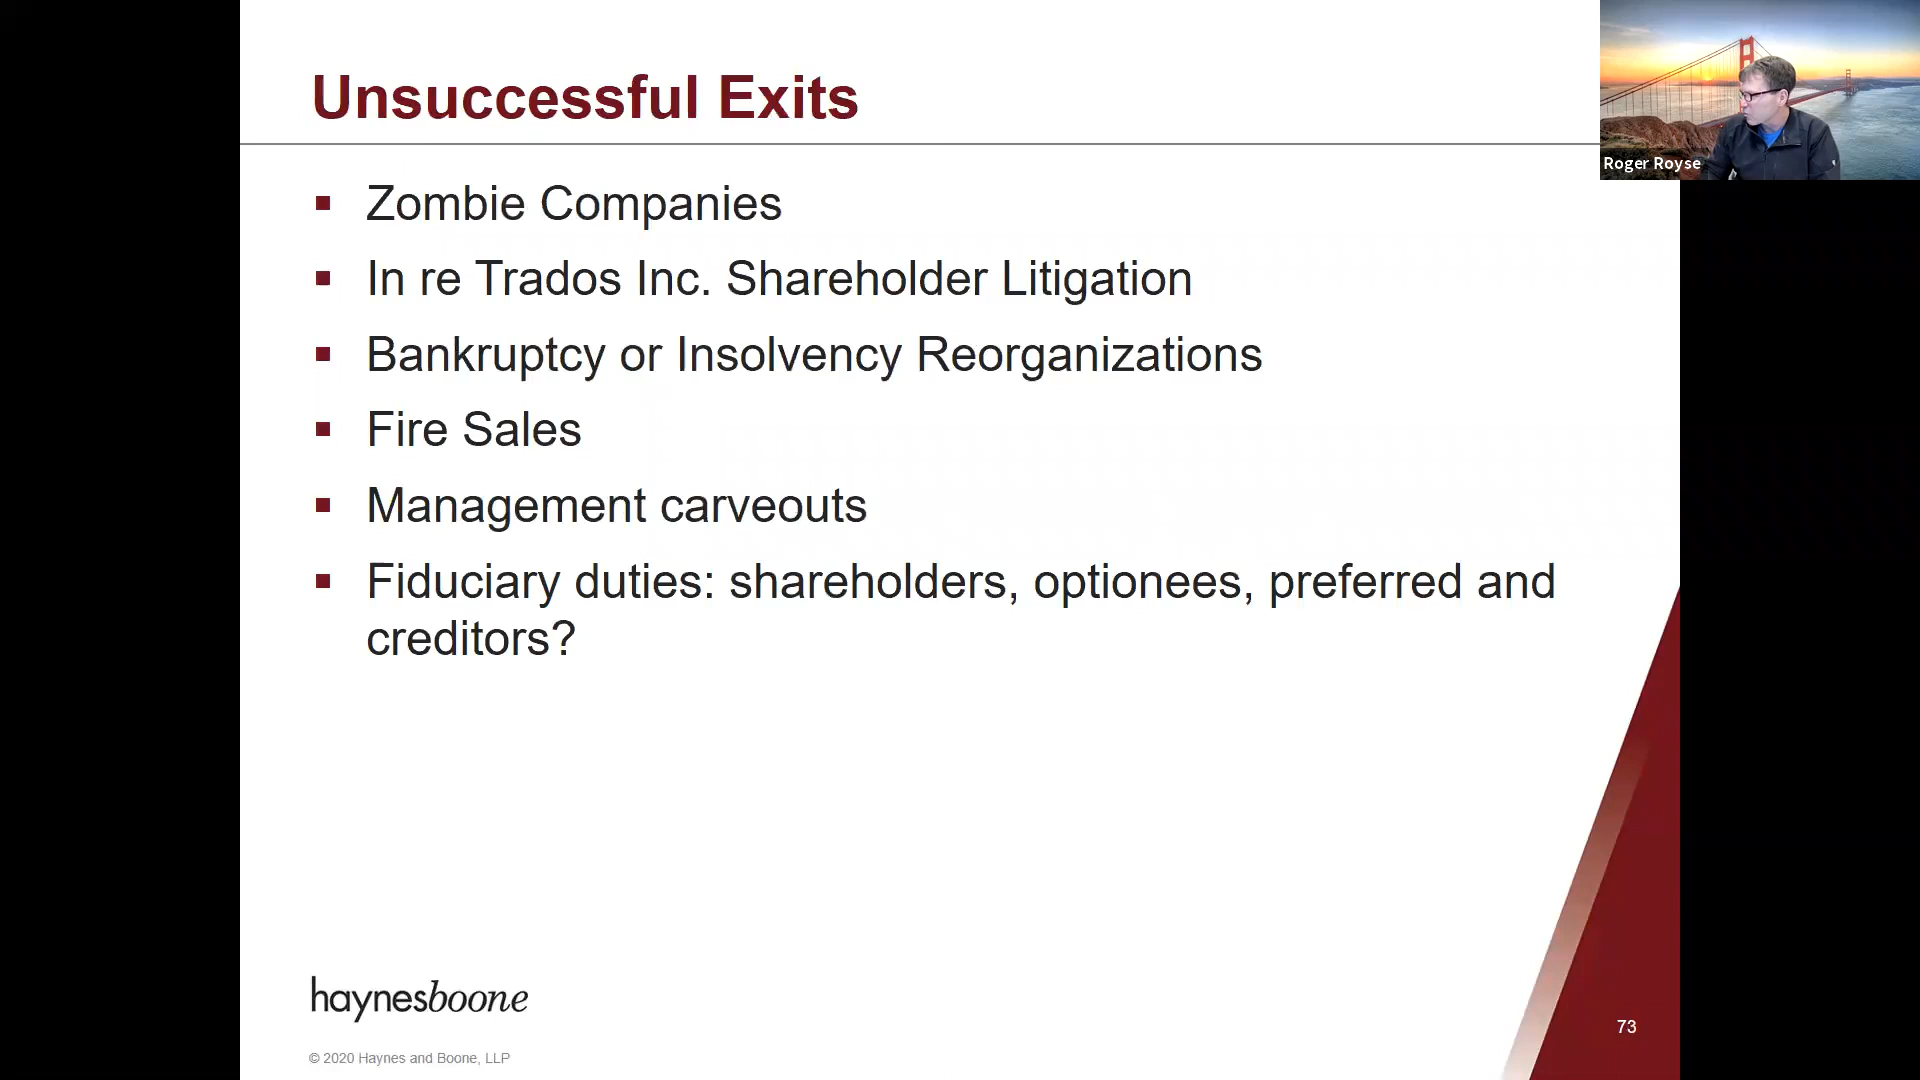 Unsuccessful Exits
Roger Royse
Zombie Companies
In re Trados Inc. Shareholder Litigation
Bankruptcy or Insolvency Reorganizations
Fire Sales
Management carveouts
Fiduciary duties: shareholders, optionees, preferred and
creditors?
haynesboone
73
© 2020 Haynes and Boone, LLP